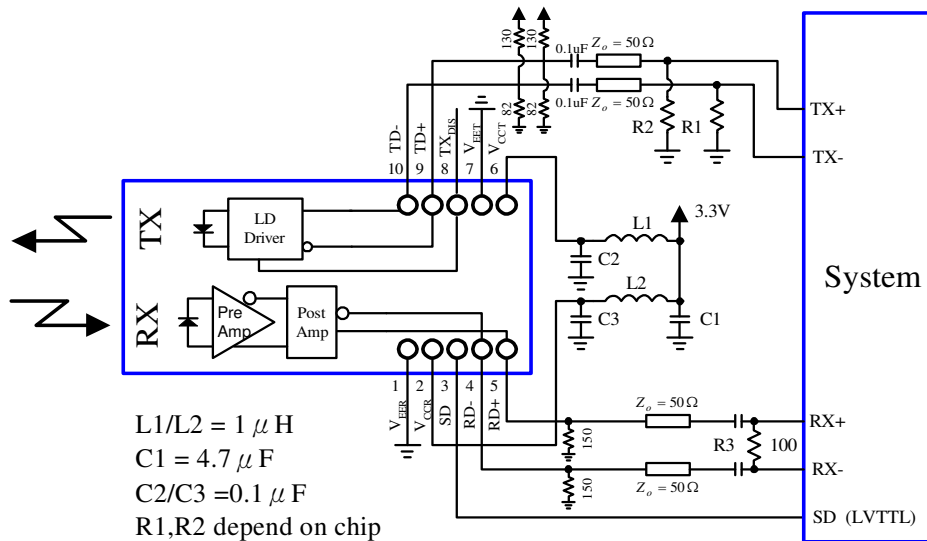 130
130
0.1uF
Zo = 50Ω
0.1uF
Zo = 50Ω
82
82
R2
R1
TX+
TX-
TD-
TD+
TXDIS
VEET
VCCT
10
9
8
7
6
TX
LD
Driver
L1
3.3V
C2
L2
C3
C1
System
RX
Pre
Amp
Post
Amp
1
2
3
4
5
VEER
VCCR
SD
RD-
RD+
150
Zo = 50Ω
R3
100
RX+
150
Zo = 50Ω
RX-
SD (LVTTL)
L1/L2 = 1 μ H
C1 = 4.7 μ F
C2/C3 =0.1 μ F
R1,R2 depend on chip